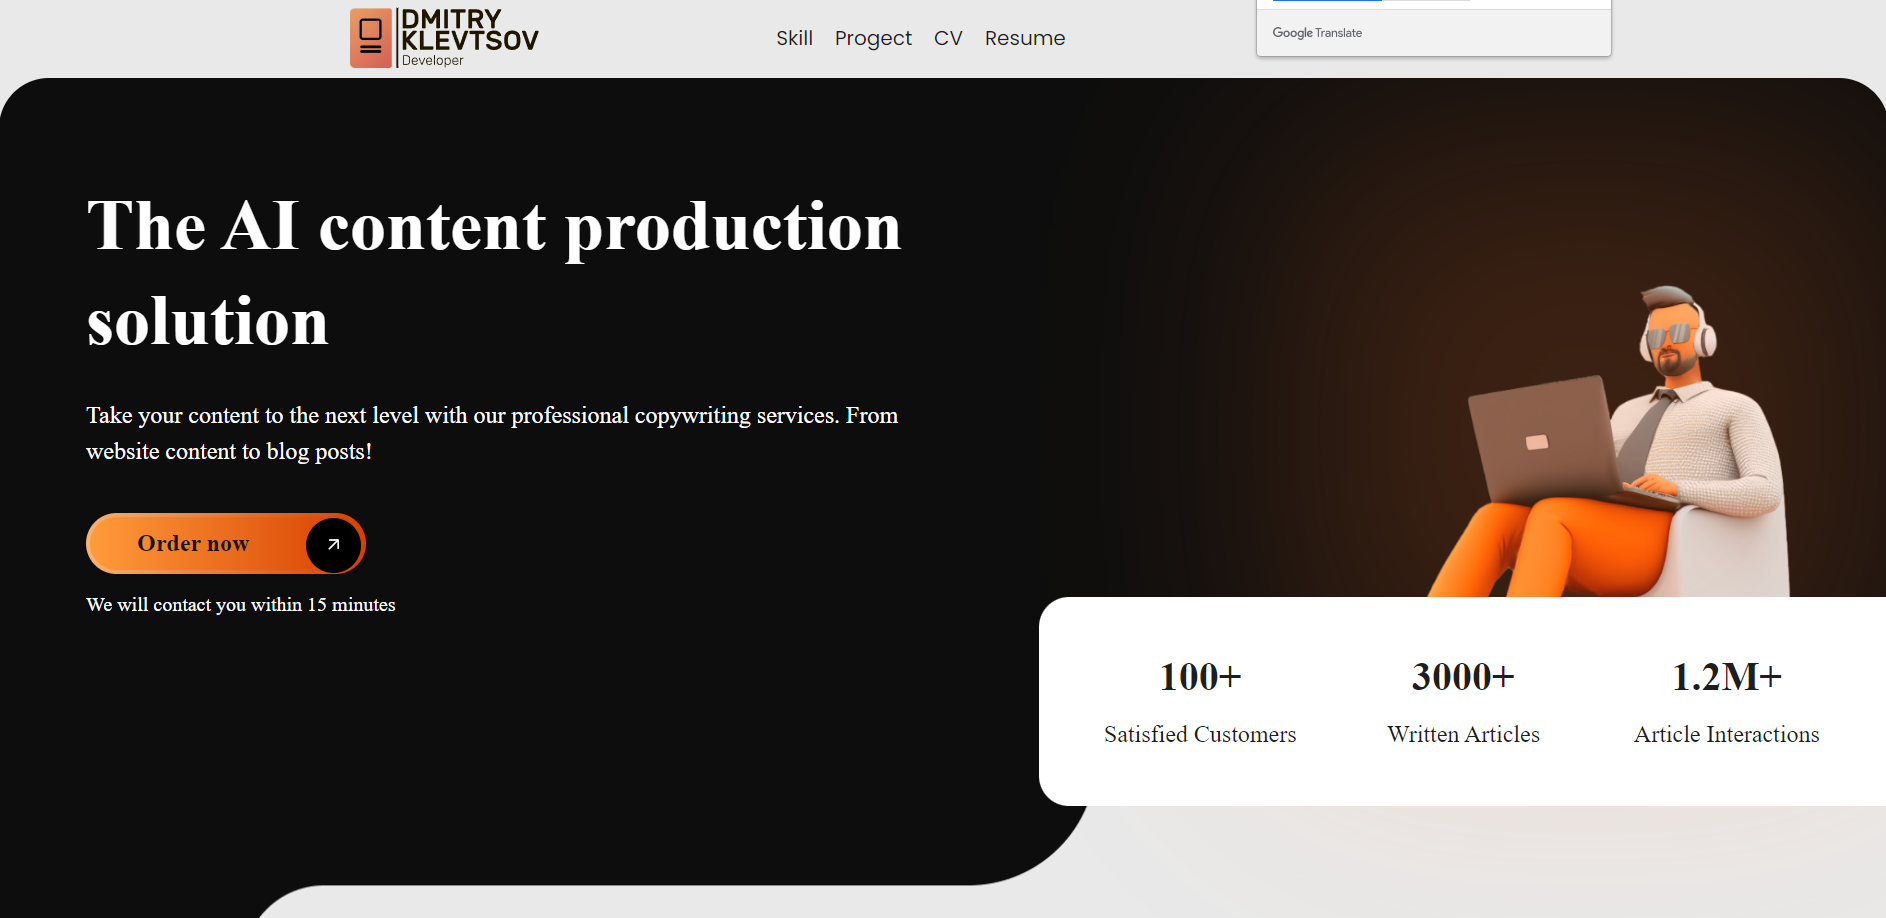 DMITRY
KLEVTSOV
Developer
Skill Progect CV Resume
Google Translate
The AI content production
solution
Take your content to the next level with our professional copywriting services. From
website content to blog posts!
Order now
We will contact you within 15 minutes
100+ 3000+ 1.2M+
Satisfied Customers Written Articles Article Interactions